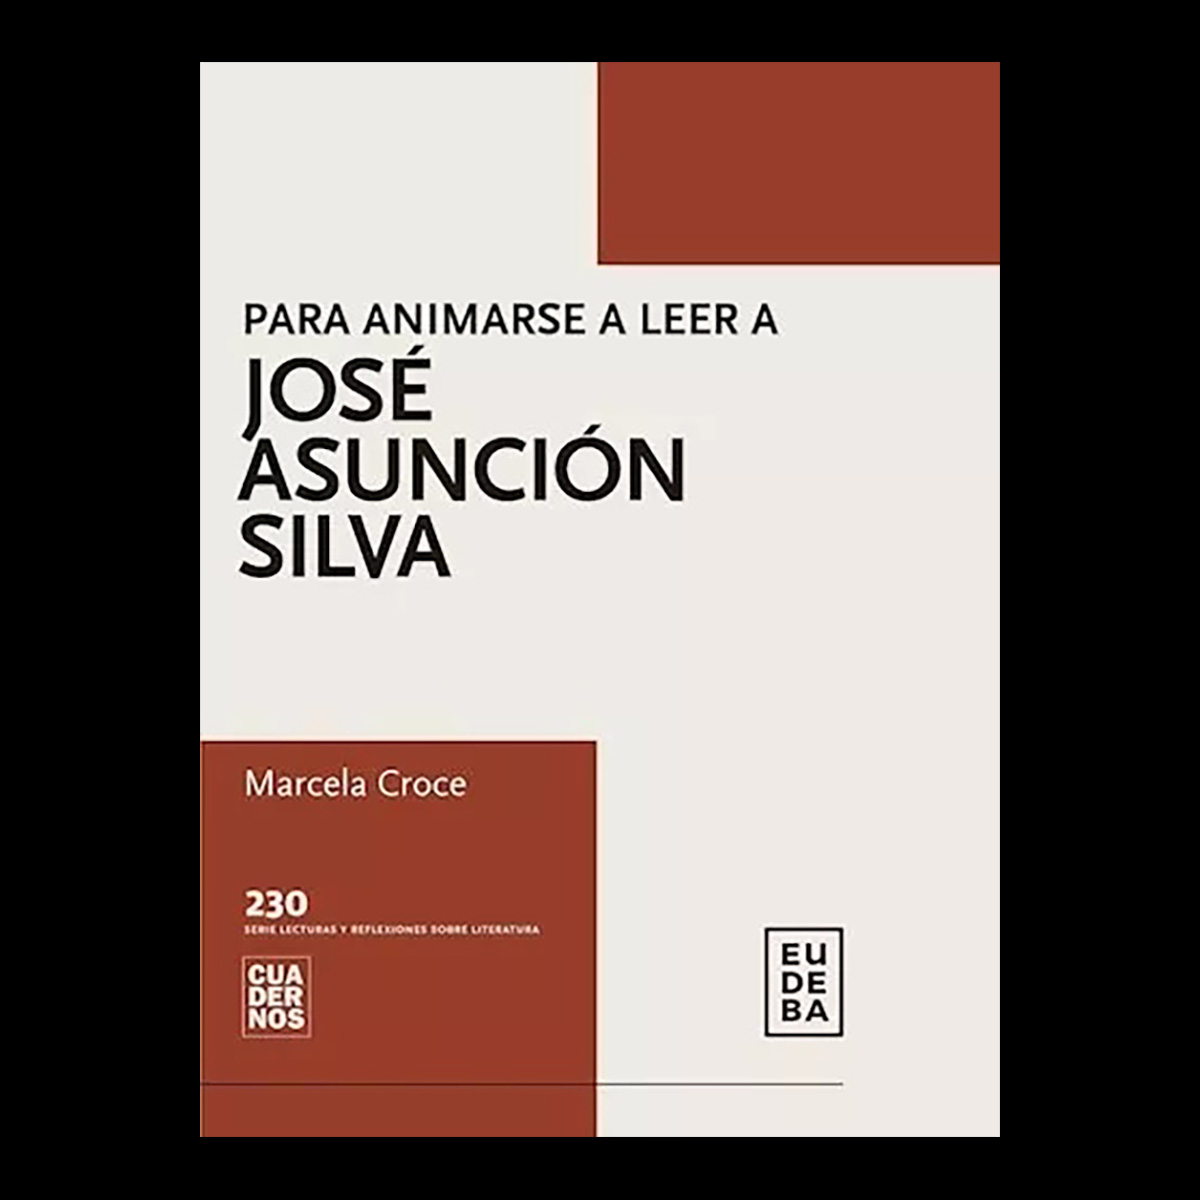 PARA ANIMARSE A LEER A
JOSÉ
ASUNCIÓN
SILVA
Marcela Croce
230
SERIE LECTURAS Y REFLEXIONES SOBRE LITERATURA
CUA
DER
NOS
EU
DE
BA